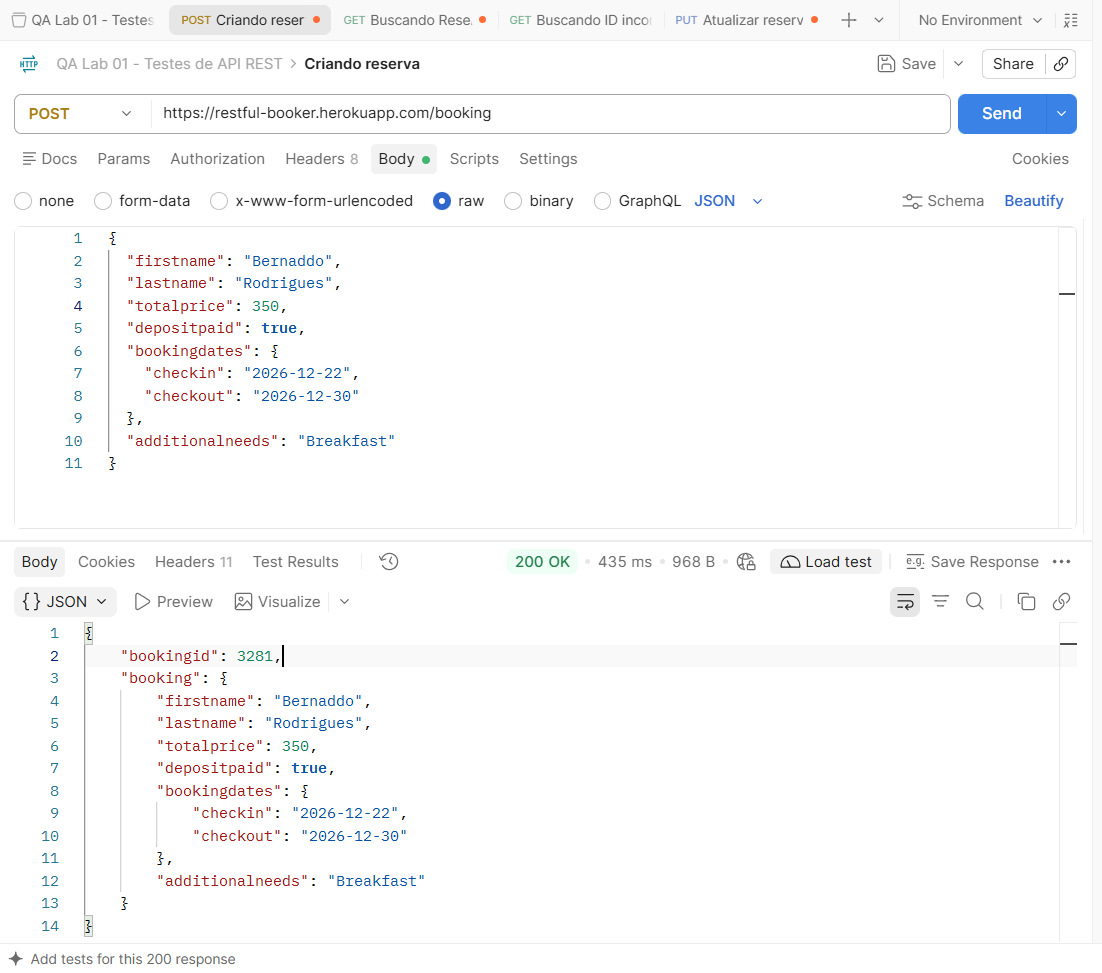 QA Lab 01 - Testes POST Criando reser GET Buscando Rese GET Buscando ID inco PUT Atualizar reserv No Environment
HTTP QA Lab 01 - Testes de API REST > Criando reserva Save Share
POST https://restful-booker.herokuapp.com/booking Send
Docs Params Authorization Headers 8 Body Scripts Settings Cookies
none form-data x-www-form-urlencoded raw binary GraphQL JSON Schema Beautify
1 {
2 "firstname": "Bernaddo",
3 "lastname": "Rodrigues",
4 "totalprice": 350,
5 "depositpaid": true,
6 "bookingdates": {
7 "checkin": "2026-12-22",
8 "checkout": "2026-12-30"
9 },
10 "additionalneeds": "Breakfast"
11 }
Body Cookies Headers 11 Test Results 200 OK • 435 ms • 968 B • Load test e.g. Save Response
{} JSON Preview Visualize
1 {
2 "bookingid": 3281,
3 "booking": {
4 "firstname": "Bernaddo",
5 "lastname": "Rodrigues",
6 "totalprice": 350,
7 "depositpaid": true,
8 "bookingdates": {
9 "checkin": "2026-12-22",
10 "checkout": "2026-12-30"
11 },
12 "additionalneeds": "Breakfast"
13 }
14 }
Add tests for this 200 response